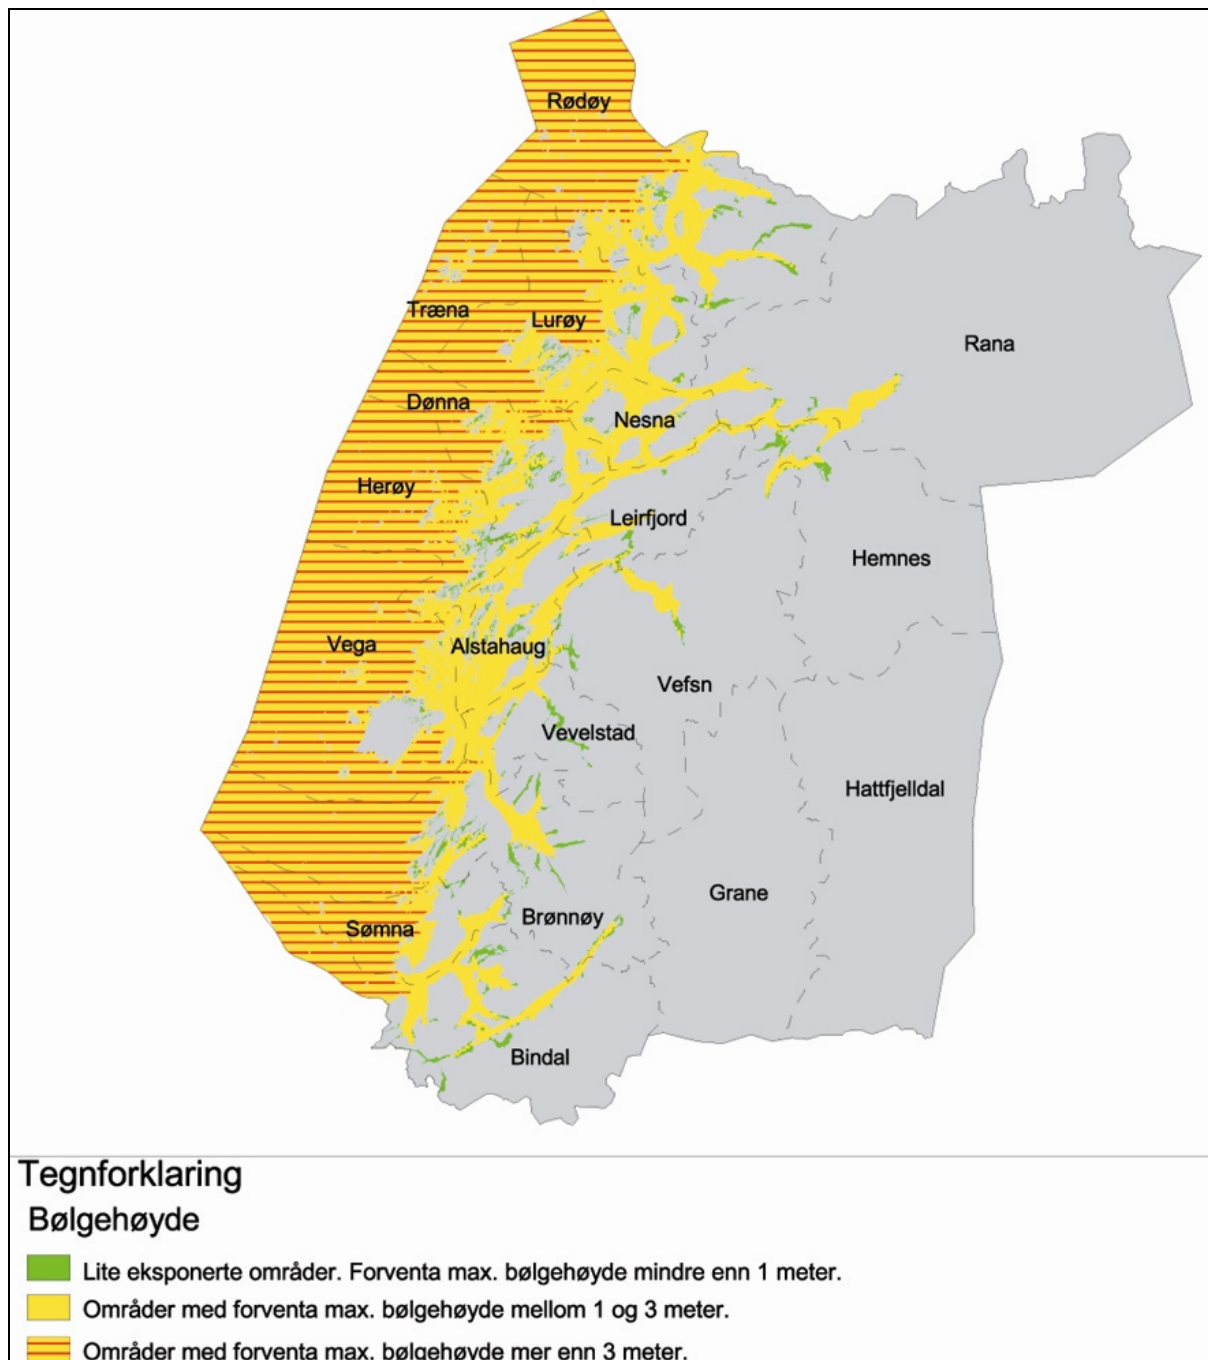 Rødøy
Træna
Lurøy
Rana
Dønna
Nesna
Herøy
Leirfjord
Hemnes
Vega
Alstahaug
Vefsn
Vevelstad
Hattfjelldal
Grane
Brønnøy
Sømna
Bindal
Tegnforklaring
Bølgehøyde
Lite eksponerte områder. Forventa max. bølgehøyde mindre enn 1 meter.
Områder med forventa max. bølgehøyde mellom 1 og 3 meter.
Områder med forventa max. bølgehøyde mer enn 3 meter.